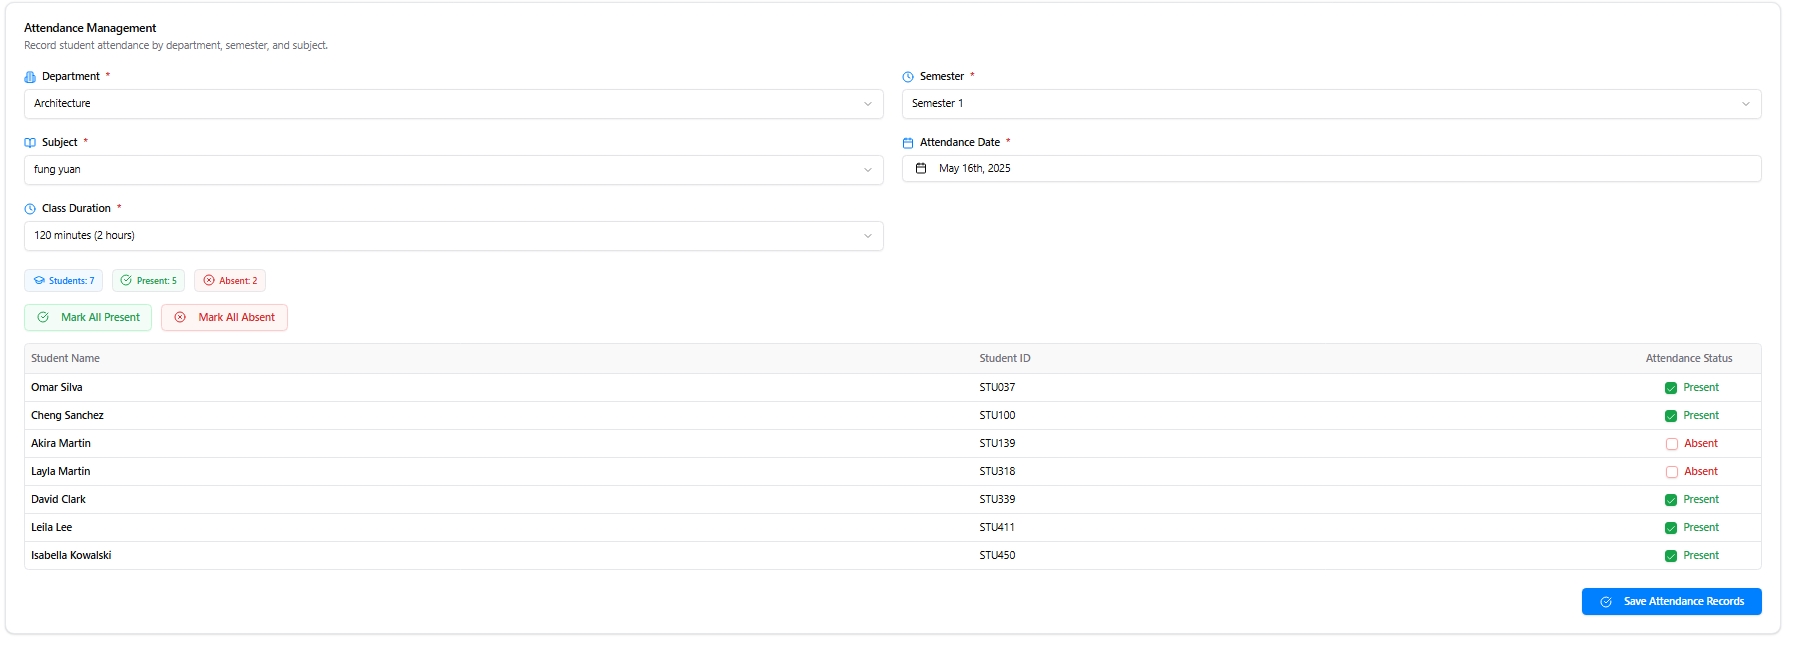 Attendance Management
Record student attendance by department, semester, and subject.
Department *
Semester *
Architecture
Semester 1
Subject *
Attendance Date *
fung yuan
May 16th, 2025
Class Duration *
120 minutes (2 hours)
Students: 7 Present: 5 Absent: 2
Mark All Present Mark All Absent
Student Name Student ID Attendance Status
Omar Silva STU037 Present
Cheng Sanchez STU100 Present
Akira Martin STU139 Absent
Layla Martin STU318 Absent
David Clark STU339 Present
Leila Lee STU411 Present
Isabella Kowalski STU450 Present
Save Attendance Records